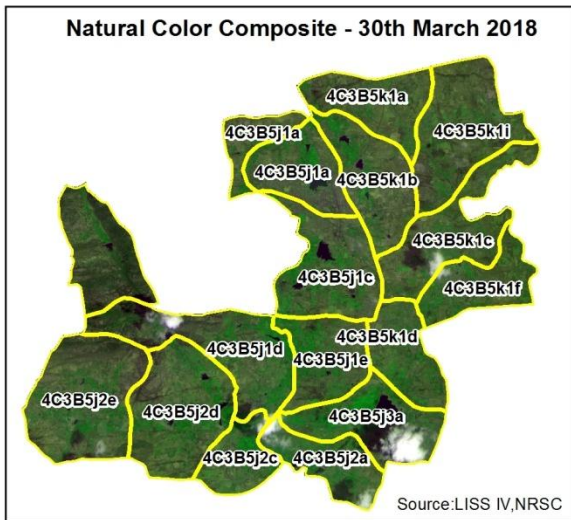 Natural Color Composite - 30th March 2018
4C3B5k1a
4C3B5j1a
4C3B5k1i
4C3B5j1a
4C3B5k1b
4C3B5k1c
4C3B5j1c
4C3B5k1f
4C3B5k1d
4C3B5j1d
4C3B5j1e
4C3B5j2e
4C3B5j2d
4C3B5j3a
4C3B5j2c
4C3B5j2a
Source:LISS IV,NRSC